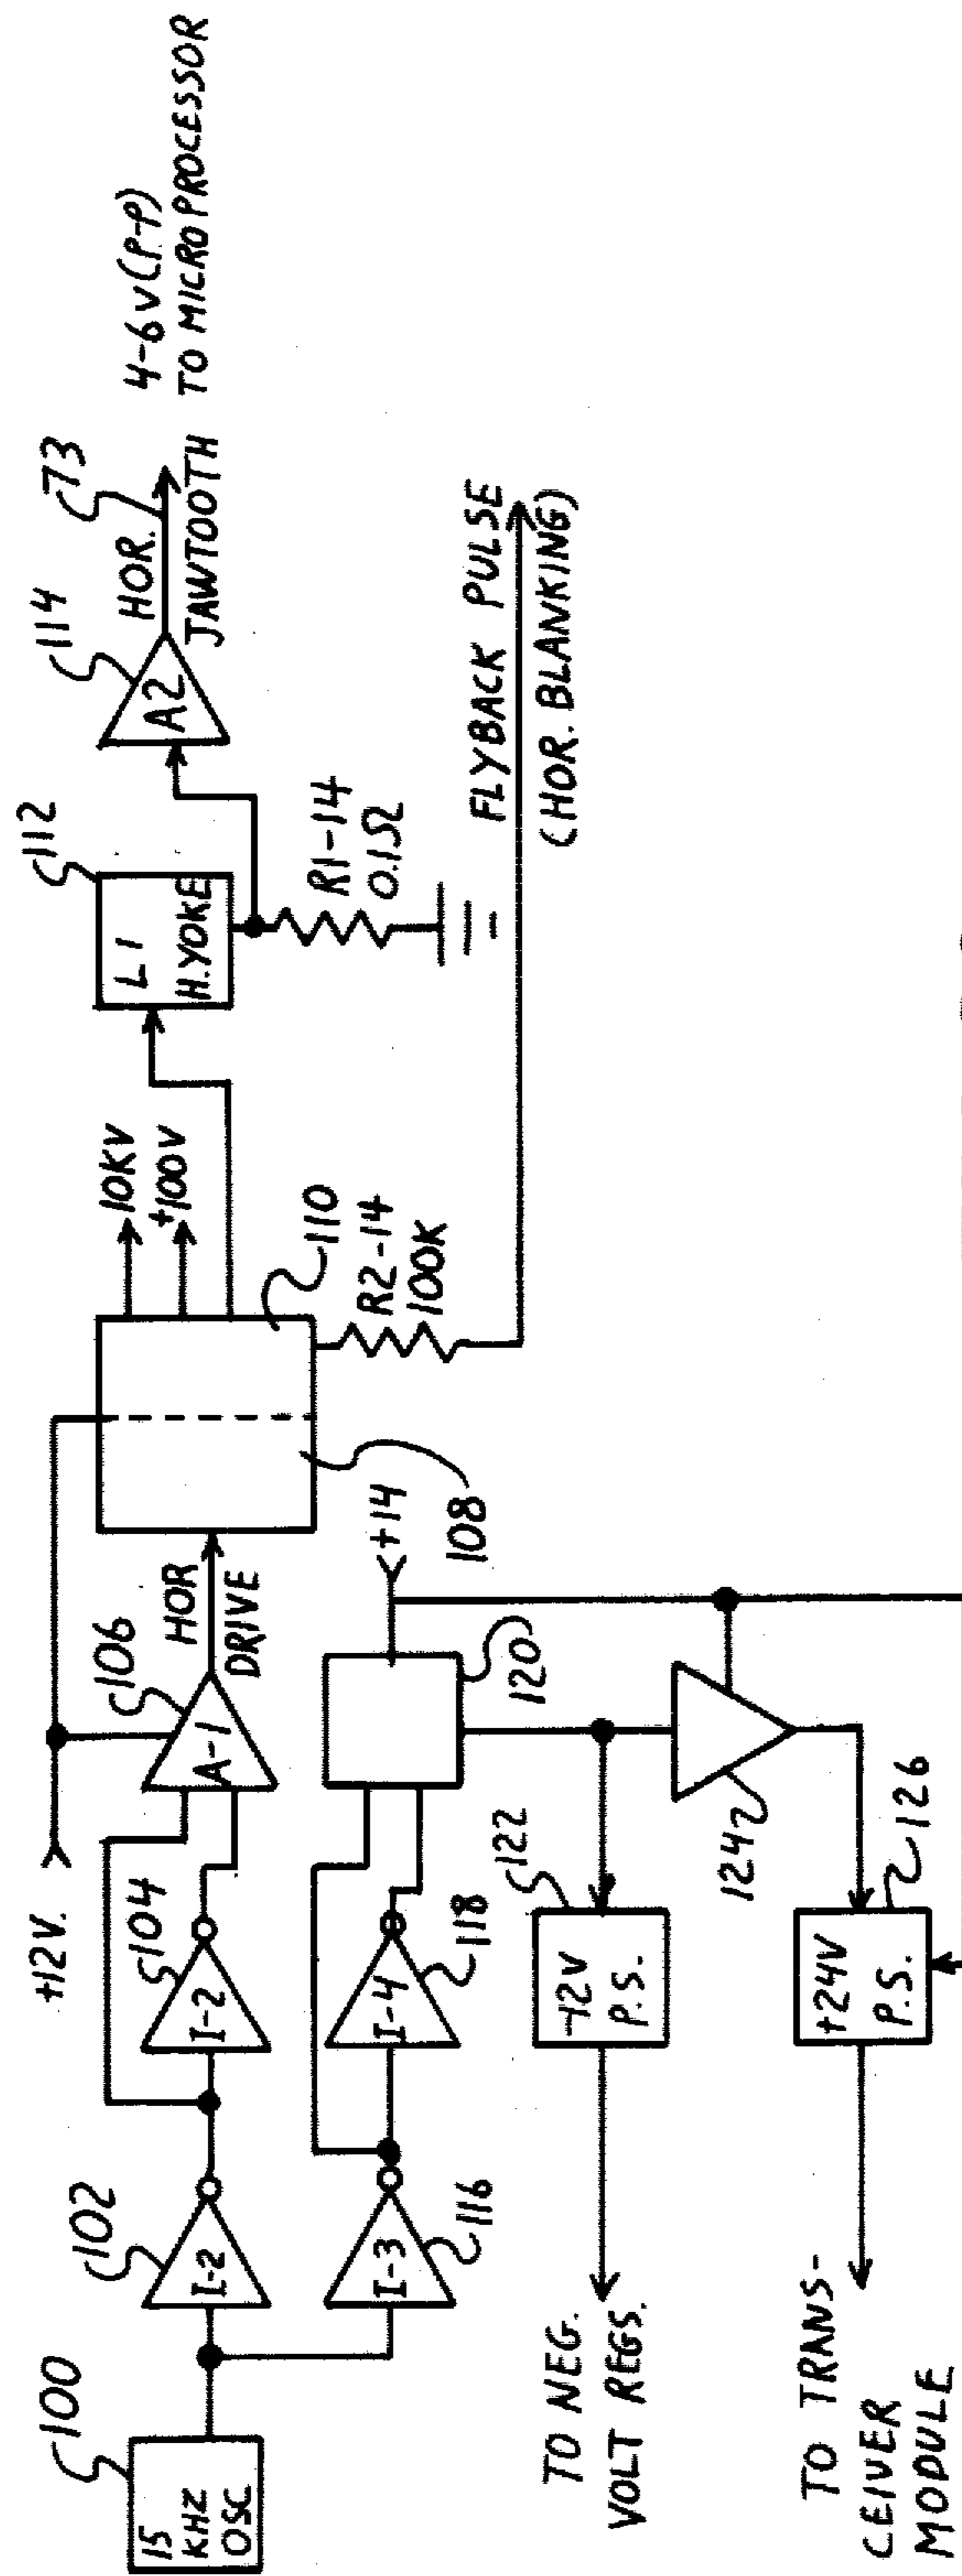 100
15
KHZ
OSC
102
I-2
104
I-2
+12V.
106
A-1
HOR
DRIVE
108
110
10KV
+100V
R2-14
100K
112
L1
H.YOKE
R1-14
0.1Ω
114
A2
HOR.
JAWTOOTH
73
4-6V(P-P)
TO MICROPROCESSOR
FLYBACK PULSE
(HOR. BLANKING)
I-3
116
I-4
118
120
+14
122
-12V
P.S.
TO NEG.
VOLT REGS.
124
126
+24V
P.S.
TO TRANS-
CEIVER
MODULE